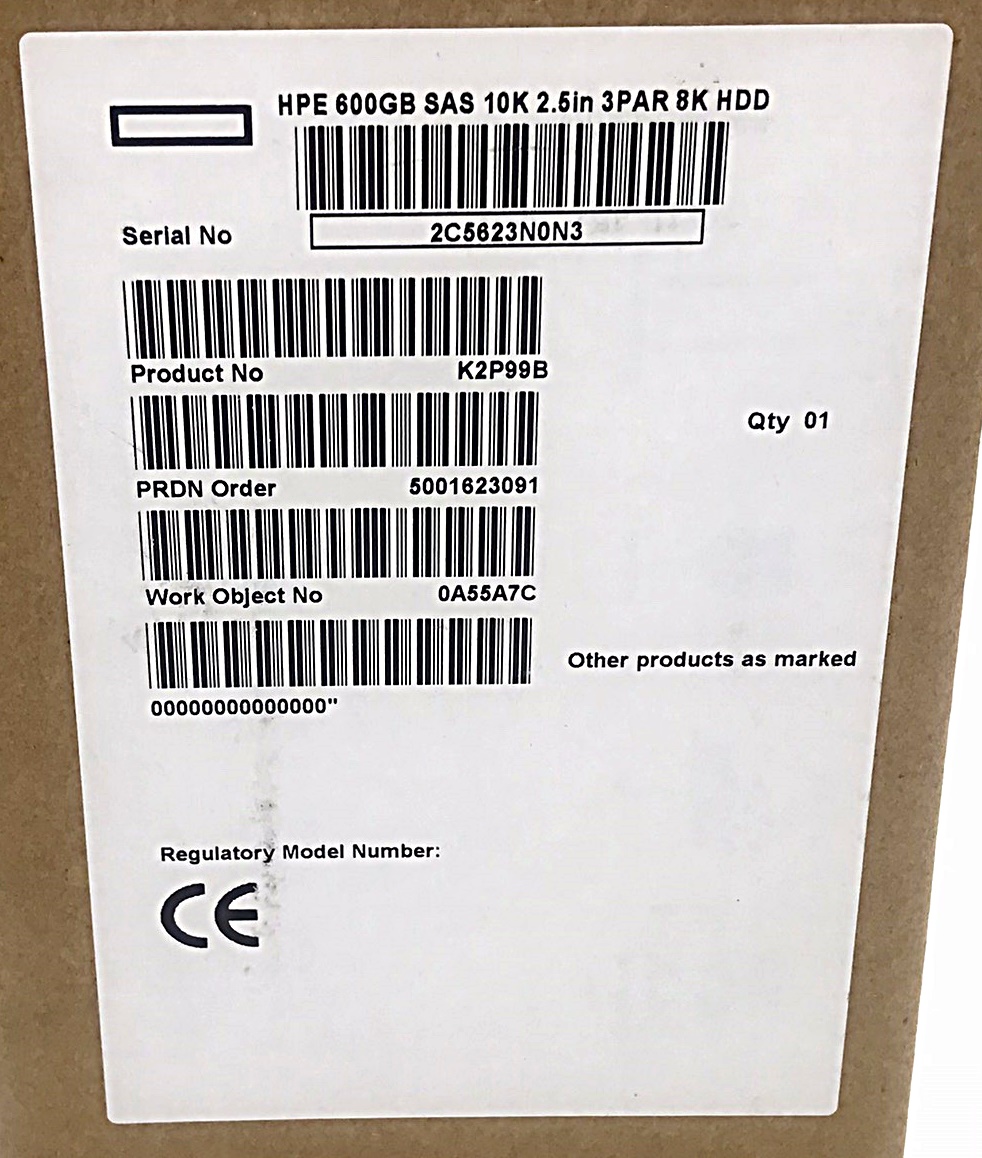 HPE 600GB SAS 10K 2.5in 3PAR 8K HDD
Serial No 2C5623N0N3
Product No K2P99B
Qty 01
PRDN Order 5001623091
Work Object No 0A55A7C
Other products as marked
00000000000000"
Regulatory Model Number:
CE